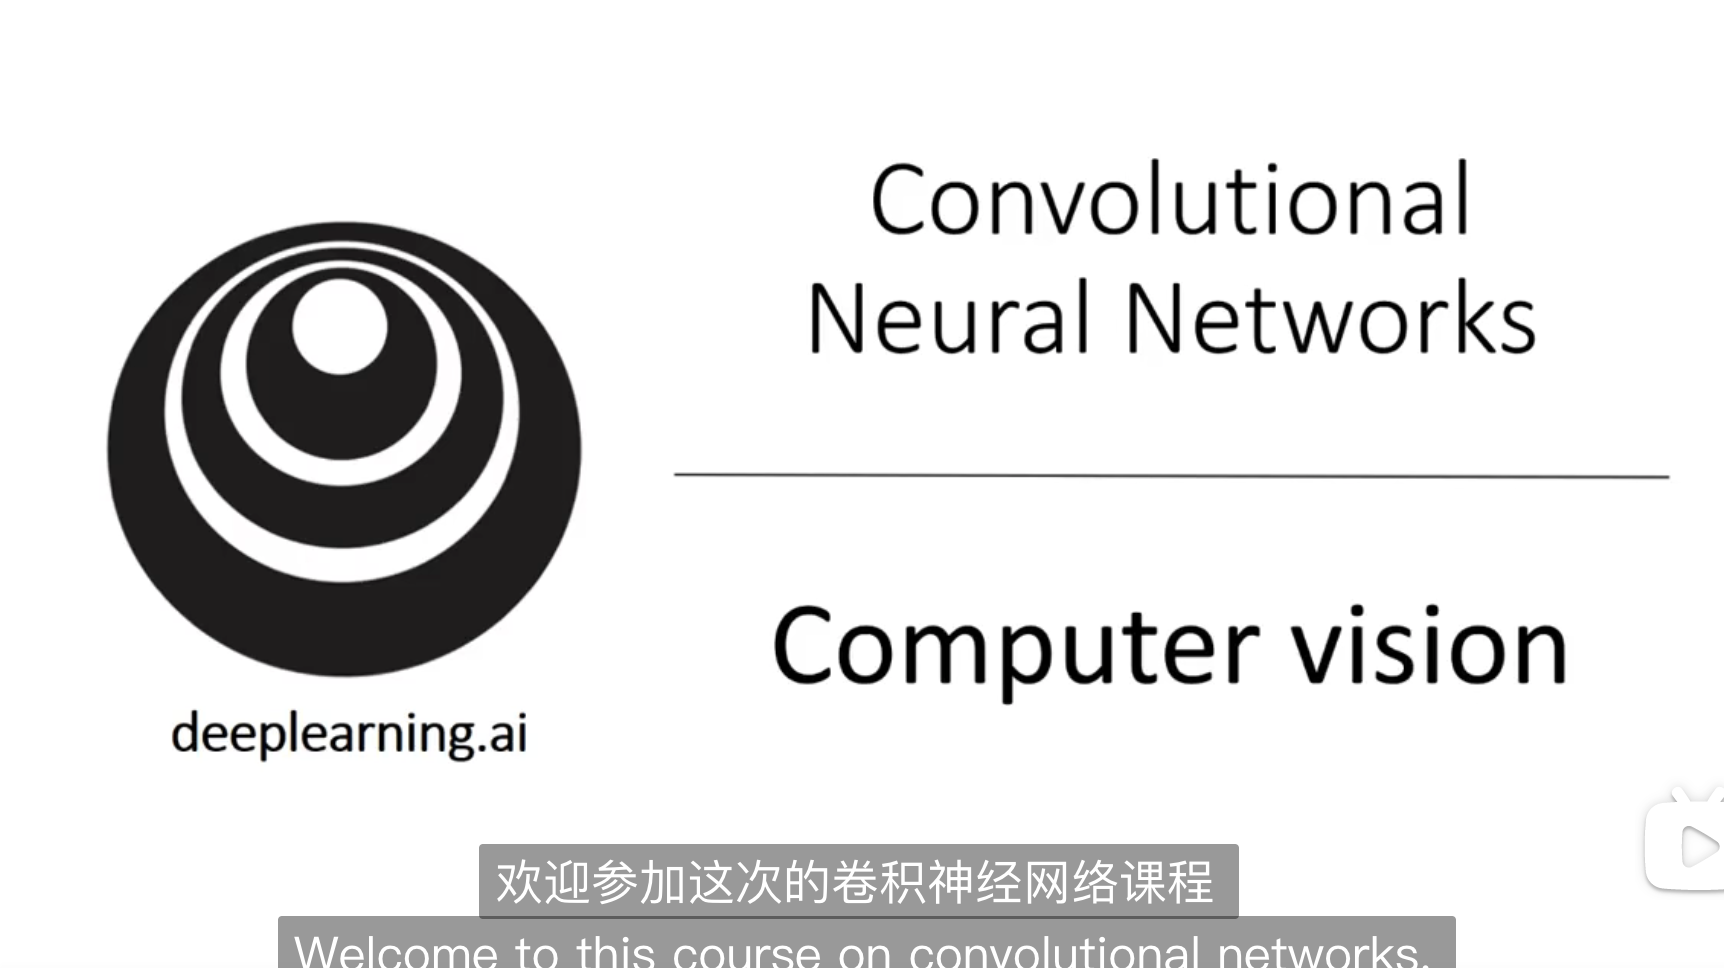 Convolutional
Neural Networks
Computer vision
deeplearning.ai
欢迎参加这次的卷积神经网络课程
Welcome to this course on convolutional networks.